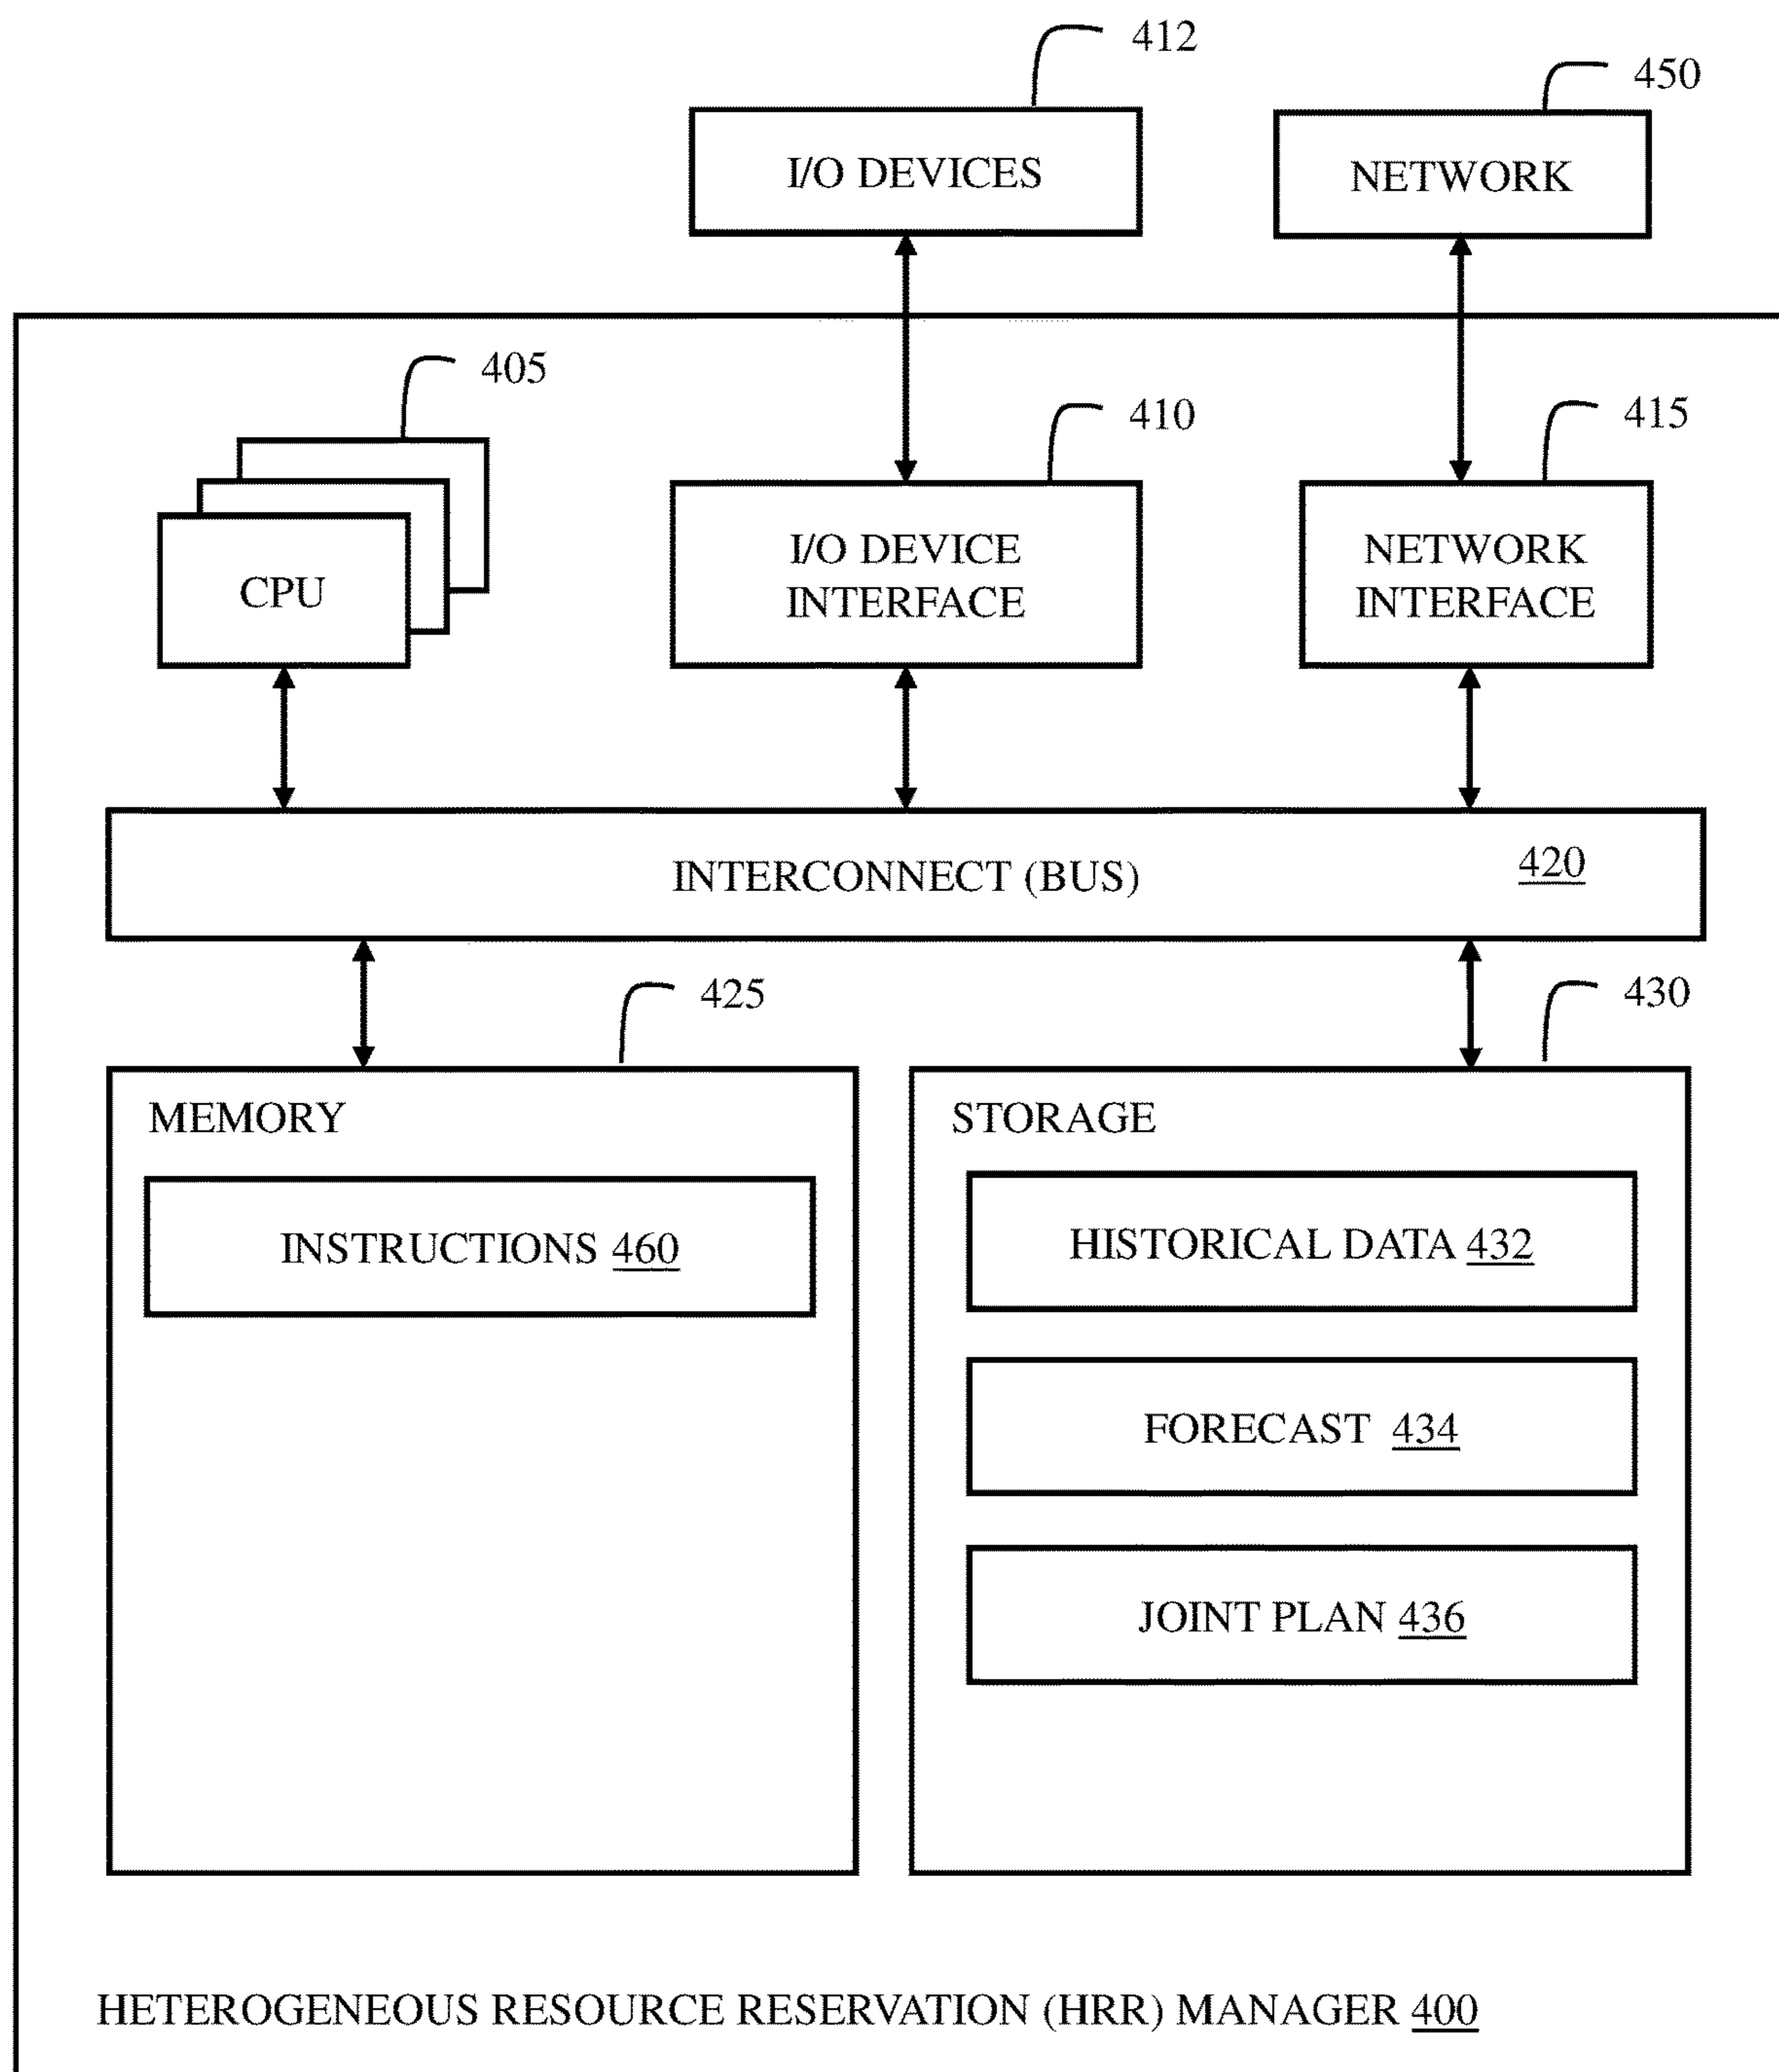 412
450
I/O DEVICES
NETWORK
405
410
415
I/O DEVICE
INTERFACE
NETWORK
INTERFACE
CPU
INTERCONNECT (BUS) 420
425
430
MEMORY
INSTRUCTIONS 460
STORAGE
HISTORICAL DATA 432
FORECAST 434
JOINT PLAN 436
HETEROGENEOUS RESOURCE RESERVATION (HRR) MANAGER 400